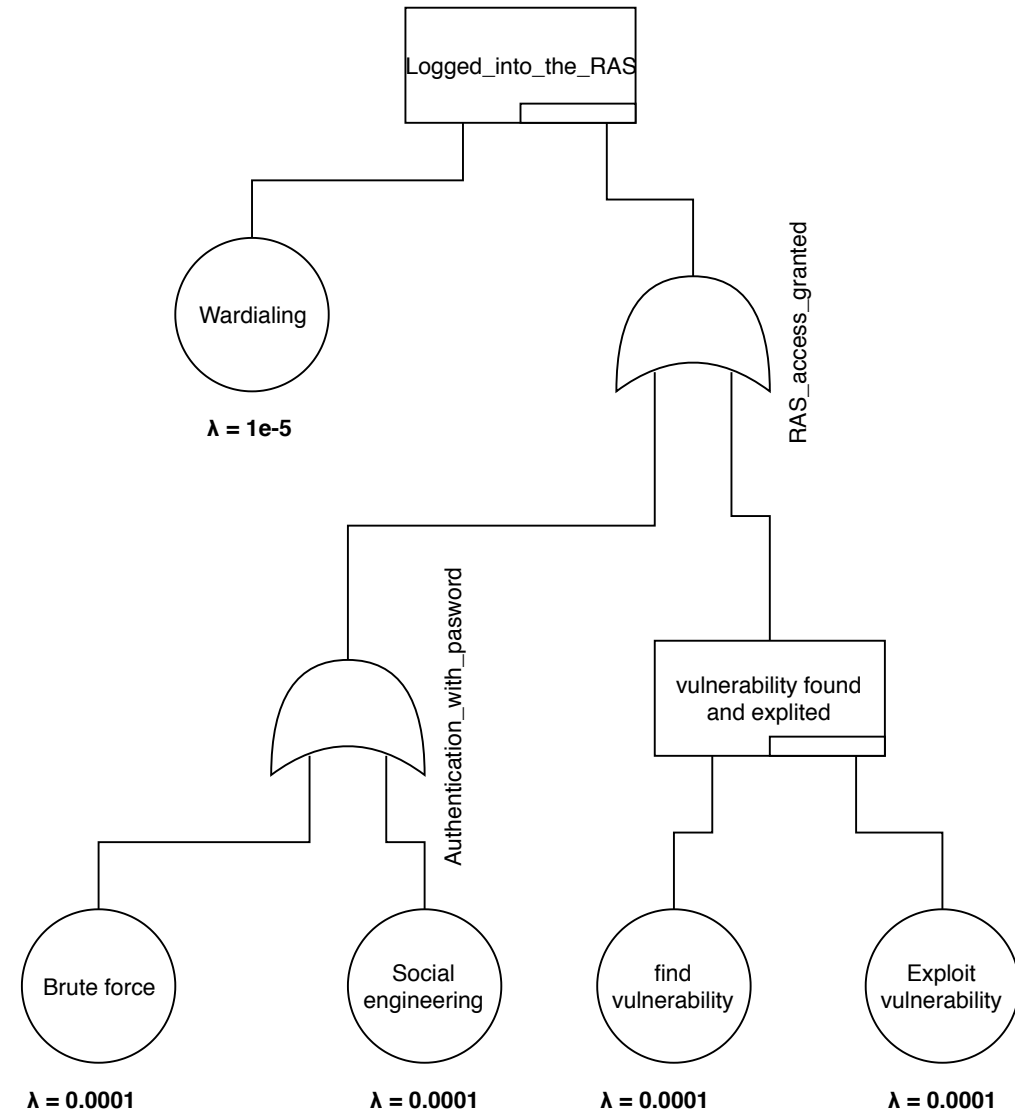 Logged_into_the_RAS
Wardialing
λ = 1e-5
RAS_access_granted
Authentication_with_pasword
vulnerability found
and explited
Brute force
Social
engineering
find
vulnerability
Exploit
vulnerability
λ = 0.0001
λ = 0.0001
λ = 0.0001
λ = 0.0001